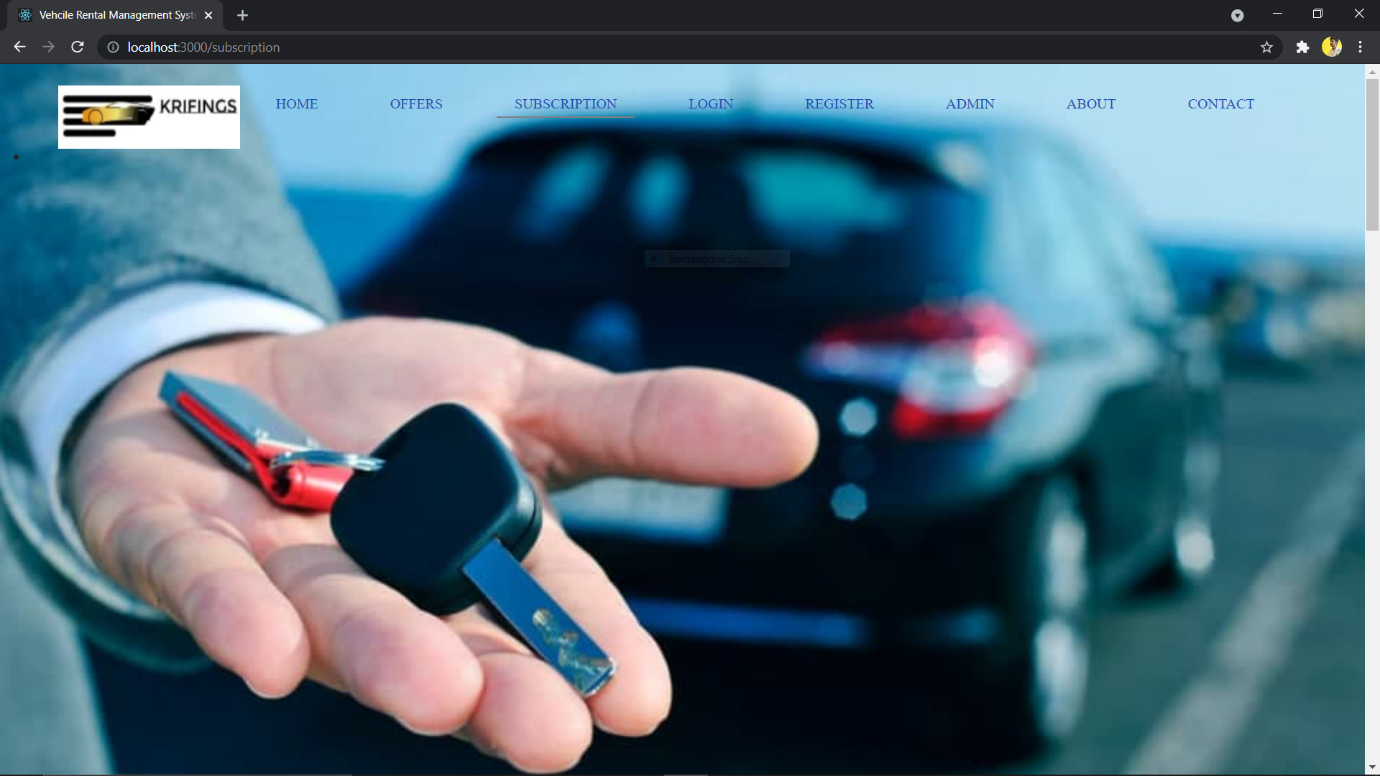 Vehcile Rental Management Syst
localhost:3000/subscription
KRIFINGS
HOME
OFFERS
SUBSCRIPTION
LOGIN
REGISTER
ADMIN
ABOUT
CONTACT
Rectangular Snip